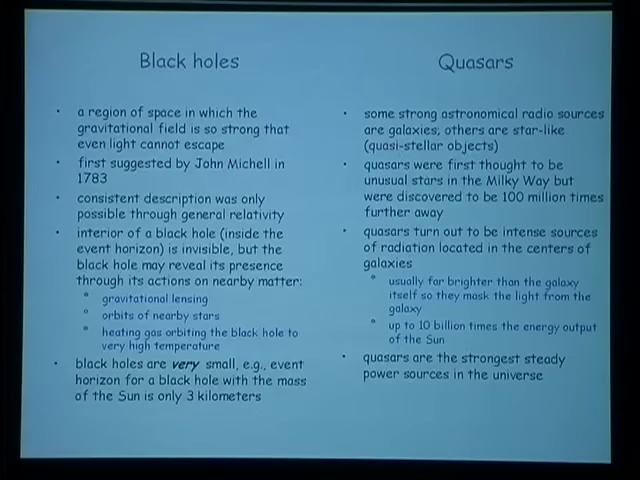 Black holes
· a region of space in which the
gravitational field is so strong that
even light cannot escape
· first suggested by John Michell in
1783
· consistent description was only
possible through general relativity
· interior of a black hole (inside the
event horizon) is invisible, but the
black hole may reveal its presence
through its actions on nearby matter:
° gravitational lensing
° orbits of nearby stars
° heating gas orbiting the black hole to
very high temperature
· black holes are very small, e.g., event
horizon for a black hole with the mass
of the Sun is only 3 kilometers
Quasars
· some strong astronomical radio sources
are galaxies; others are star-like
(quasi-stellar objects)
· quasars were first thought to be
unusual stars in the Milky Way but
were discovered to be 100 million times
further away
· quasars turn out to be intense sources
of radiation located in the centers of
galaxies
° usually far brighter than the galaxy
itself so they mask the light from the
galaxy
° up to 10 billion times the energy output
of the Sun
· quasars are the strongest steady
power sources in the universe